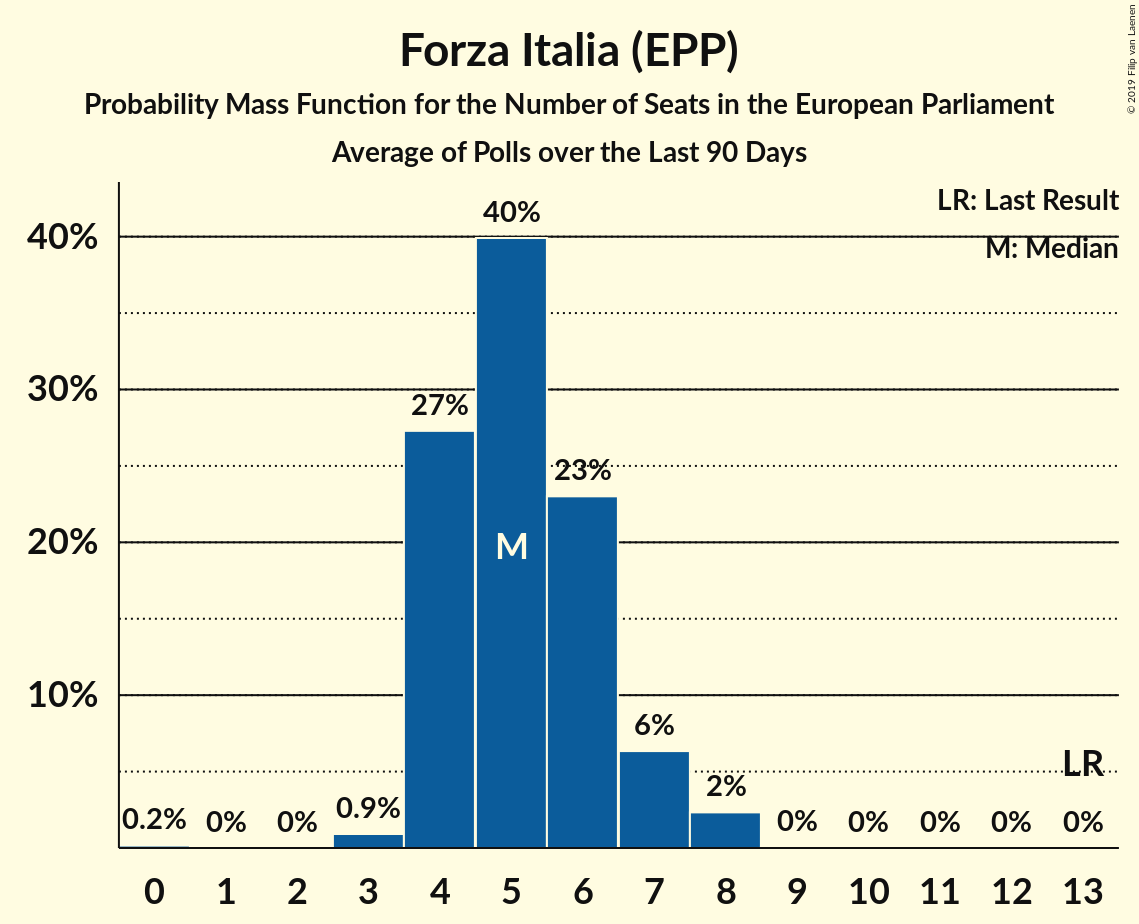 Forza Italia (EPP)
Probability Mass Function for the Number of Seats in the European Parliament
Average of Polls over the Last 90 Days
© 2019 Filip van Laenen
LR: Last Result
M: Median
40%
30%
20%
10%
0.2%
0%
0%
0.9%
27%
40%
23%
6%
2%
0%
0%
0%
0%
0%
M
LR
0 1 2 3 4 5 6 7 8 9 10 11 12 13